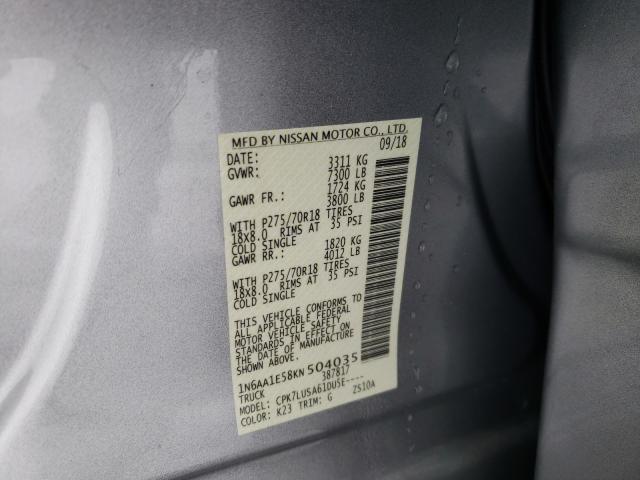 MFD BY NISSAN MOTOR CO., LTD.
DATE: 09/18
GVWR: 3311 KG
7300 LB
GAWR FR.: 1724 KG
3800 LB
WITH P275/70R18 TIRES
18X8.0 RIMS AT 35 PSI
COLD SINGLE
GAWR RR.: 1820 KG
4012 LB
WITH P275/70R18 TIRES
18X8.0 RIMS AT 35 PSI
COLD SINGLE
THIS VEHICLE CONFORMS TO
ALL APPLICABLE FEDERAL
MOTOR VEHICLE SAFETY
STANDARDS IN EFFECT ON
THE DATE OF MANUFACTURE
SHOWN ABOVE.
1N6AA1E58KN504035
TRUCK 387817
MODEL: CPK7LUSA61DU5E----
COLOR: K23 TRIM: G ZS10A